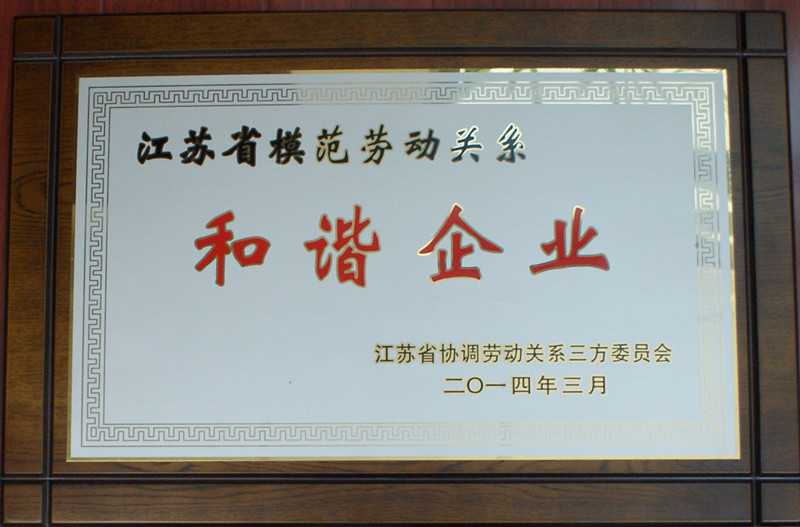 江苏省模范劳动关系
和谐企业
江苏省协调劳动关系三方委员会
二〇一四年三月